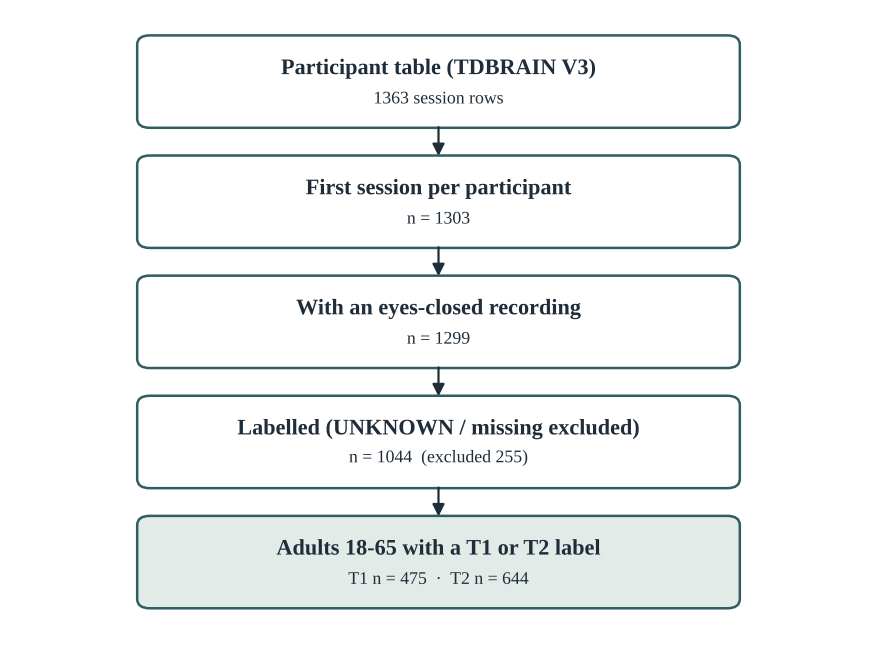 Participant table (TDBRAIN V3)
1363 session rows
First session per participant
n = 1303
With an eyes-closed recording
n = 1299
Labelled (UNKNOWN / missing excluded)
n = 1044  (excluded 255)
Adults 18-65 with a T1 or T2 label
T1 n = 475  ·  T2 n = 644